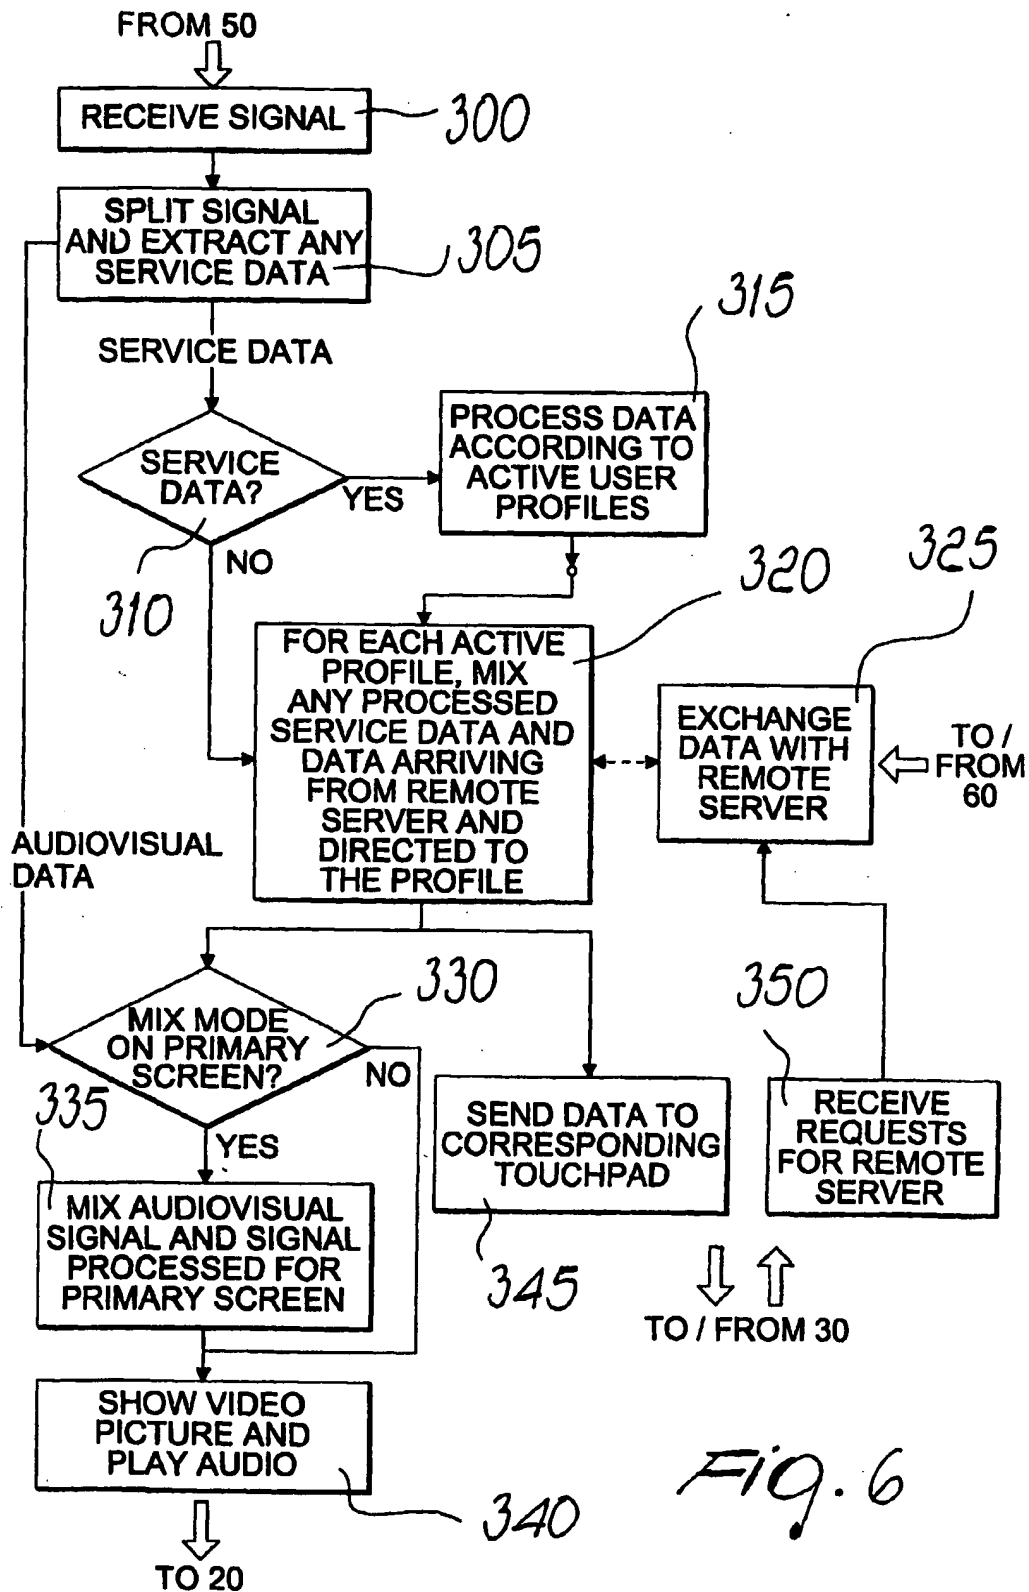 FROM 50
RECEIVE SIGNAL
300
SPLIT SIGNAL
AND EXTRACT ANY
SERVICE DATA
305
SERVICE DATA
315
PROCESS DATA
ACCORDING TO
ACTIVE USER
PROFILES
SERVICE
DATA?
YES
NO
310
320
325
FOR EACH ACTIVE
PROFILE, MIX
ANY PROCESSED
SERVICE DATA AND
DATA ARRIVING
FROM REMOTE
SERVER AND
DIRECTED TO
THE PROFILE
EXCHANGE
DATA WITH
REMOTE
SERVER
TO /
FROM
60
AUDIOVISUAL
DATA
330
350
MIX MODE
ON PRIMARY
SCREEN?
NO
335
YES
SEND DATA TO
CORRESPONDING
TOUCHPAD
RECEIVE
REQUESTS
FOR REMOTE
SERVER
MIX AUDIOVISUAL
SIGNAL AND SIGNAL
PROCESSED FOR
PRIMARY SCREEN
345
TO / FROM 30
SHOW VIDEO
PICTURE AND
PLAY AUDIO
340
Fig. 6
TO 20